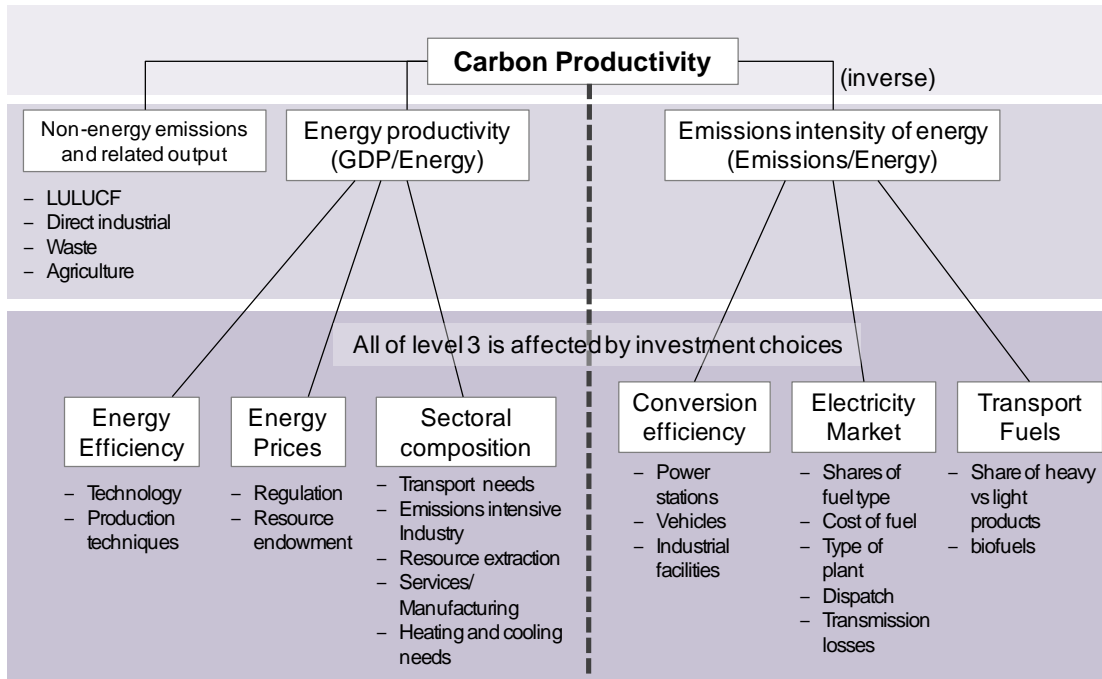 Carbon Productivity
(inverse)
Non-energy emissions
and related output
– LULUCF
– Direct industrial
– Waste
– Agriculture
Energy productivity
(GDP/Energy)
Emissions intensity of energy
(Emissions/Energy)
All of level 3 is affected by investment choices
Energy
Efficiency
– Technology
– Production
techniques
Energy
Prices
– Regulation
– Resource
endowment
Sectoral
composition
– Transport needs
– Emissions intensive
Industry
– Resource extraction
– Services/
Manufacturing
– Heating and cooling
needs
Conversion
efficiency
– Power
stations
– Vehicles
– Industrial
facilities
Electricity
Market
– Shares of
fuel type
– Cost of fuel
– Type of
plant
– Dispatch
– Transmission
losses
Transport
Fuels
– Share of heavy
vs light
products
– biofuels